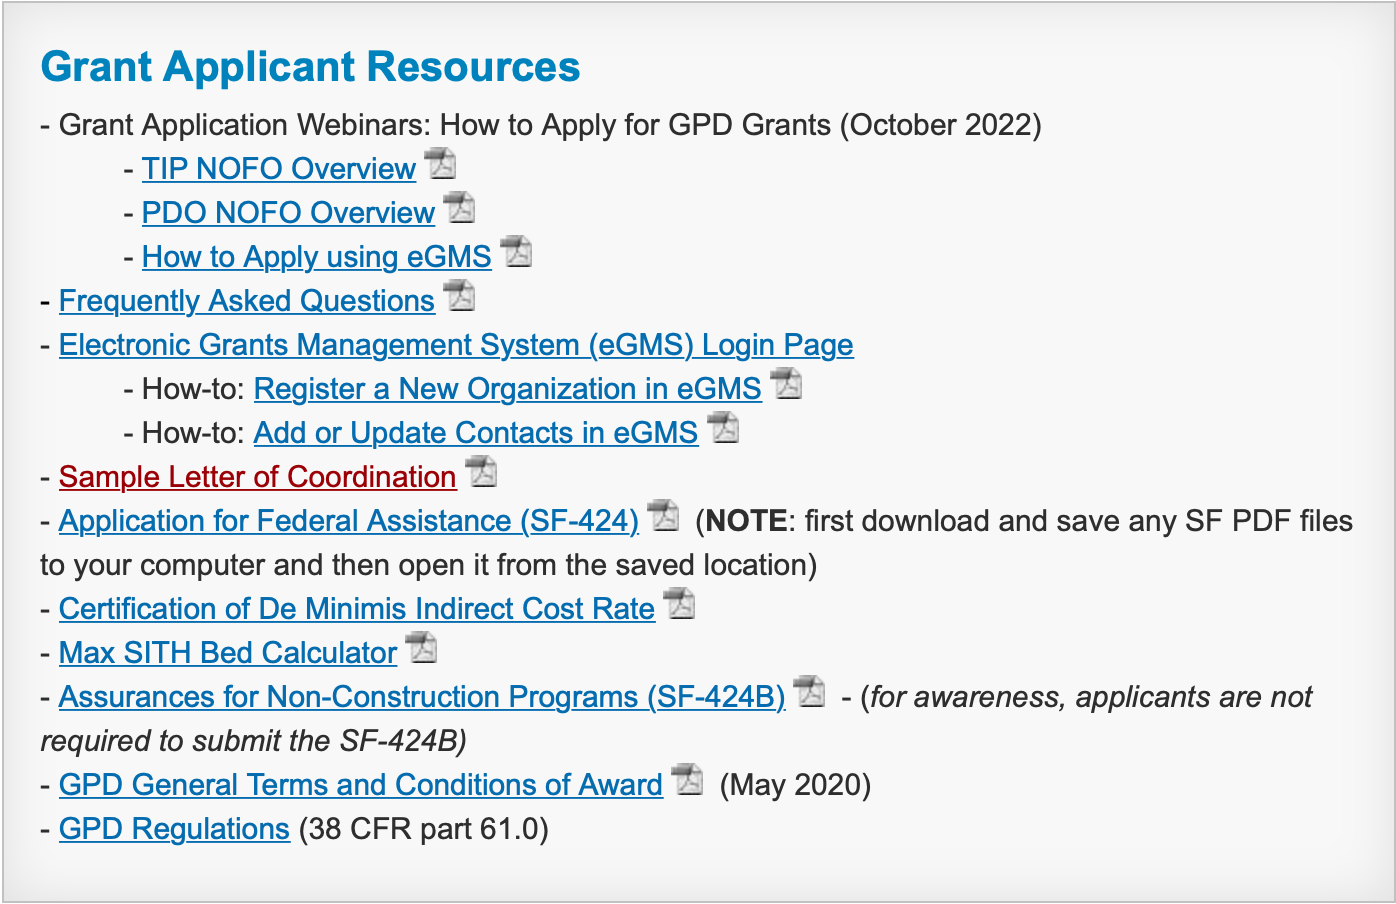 Grant Applicant Resources
- Grant Application Webinars: How to Apply for GPD Grants (October 2022)
- TIP NOFO Overview
- PDO NOFO Overview
- How to Apply using eGMS
- Frequently Asked Questions
- Electronic Grants Management System (eGMS) Login Page
- How-to: Register a New Organization in eGMS
- How-to: Add or Update Contacts in eGMS
- Sample Letter of Coordination
- Application for Federal Assistance (SF-424) (NOTE: first download and save any SF PDF files
to your computer and then open it from the saved location)
- Certification of De Minimis Indirect Cost Rate
- Max SITH Bed Calculator
- Assurances for Non-Construction Programs (SF-424B) - (for awareness, applicants are not
required to submit the SF-424B)
- GPD General Terms and Conditions of Award (May 2020)
- GPD Regulations (38 CFR part 61.0)